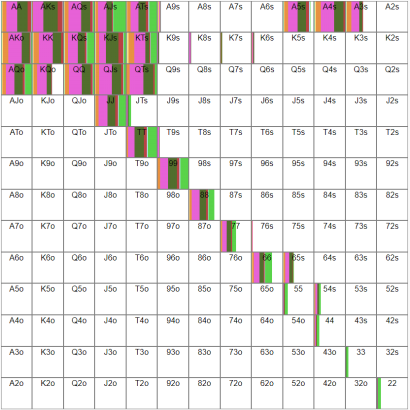 AA AKs AQs AJs ATs A9s A8s A7s A6s A5s A4s A3s A2s
AKo KK KQs KJs KTs K9s K8s K7s K6s K5s K4s K3s K2s
AQo KQo QQ QJs QTs Q9s Q8s Q7s Q6s Q5s Q4s Q3s Q2s
AJo KJo QJo JJ JTs J9s J8s J7s J6s J5s J4s J3s J2s
ATo KTo QTo JTo TT T9s T8s T7s T6s T5s T4s T3s T2s
A9o K9o Q9o J9o T9o 99 98s 97s 96s 95s 94s 93s 92s
A8o K8o Q8o J8o T8o 98o 88 87s 86s 85s 84s 83s 82s
A7o K7o Q7o J7o T7o 97o 87o 77 76s 75s 74s 73s 72s
A6o K6o Q6o J6o T6o 96o 86o 76o 66 65s 64s 63s 62s
A5o K5o Q5o J5o T5o 95o 85o 75o 65o 55 54s 53s 52s
A4o K4o Q4o J4o T4o 94o 84o 74o 64o 54o 44 43s 42s
A3o K3o Q3o J3o T3o 93o 83o 73o 63o 53o 43o 33 32s
A2o K2o Q2o J2o T2o 92o 82o 72o 62o 52o 42o 32o 22